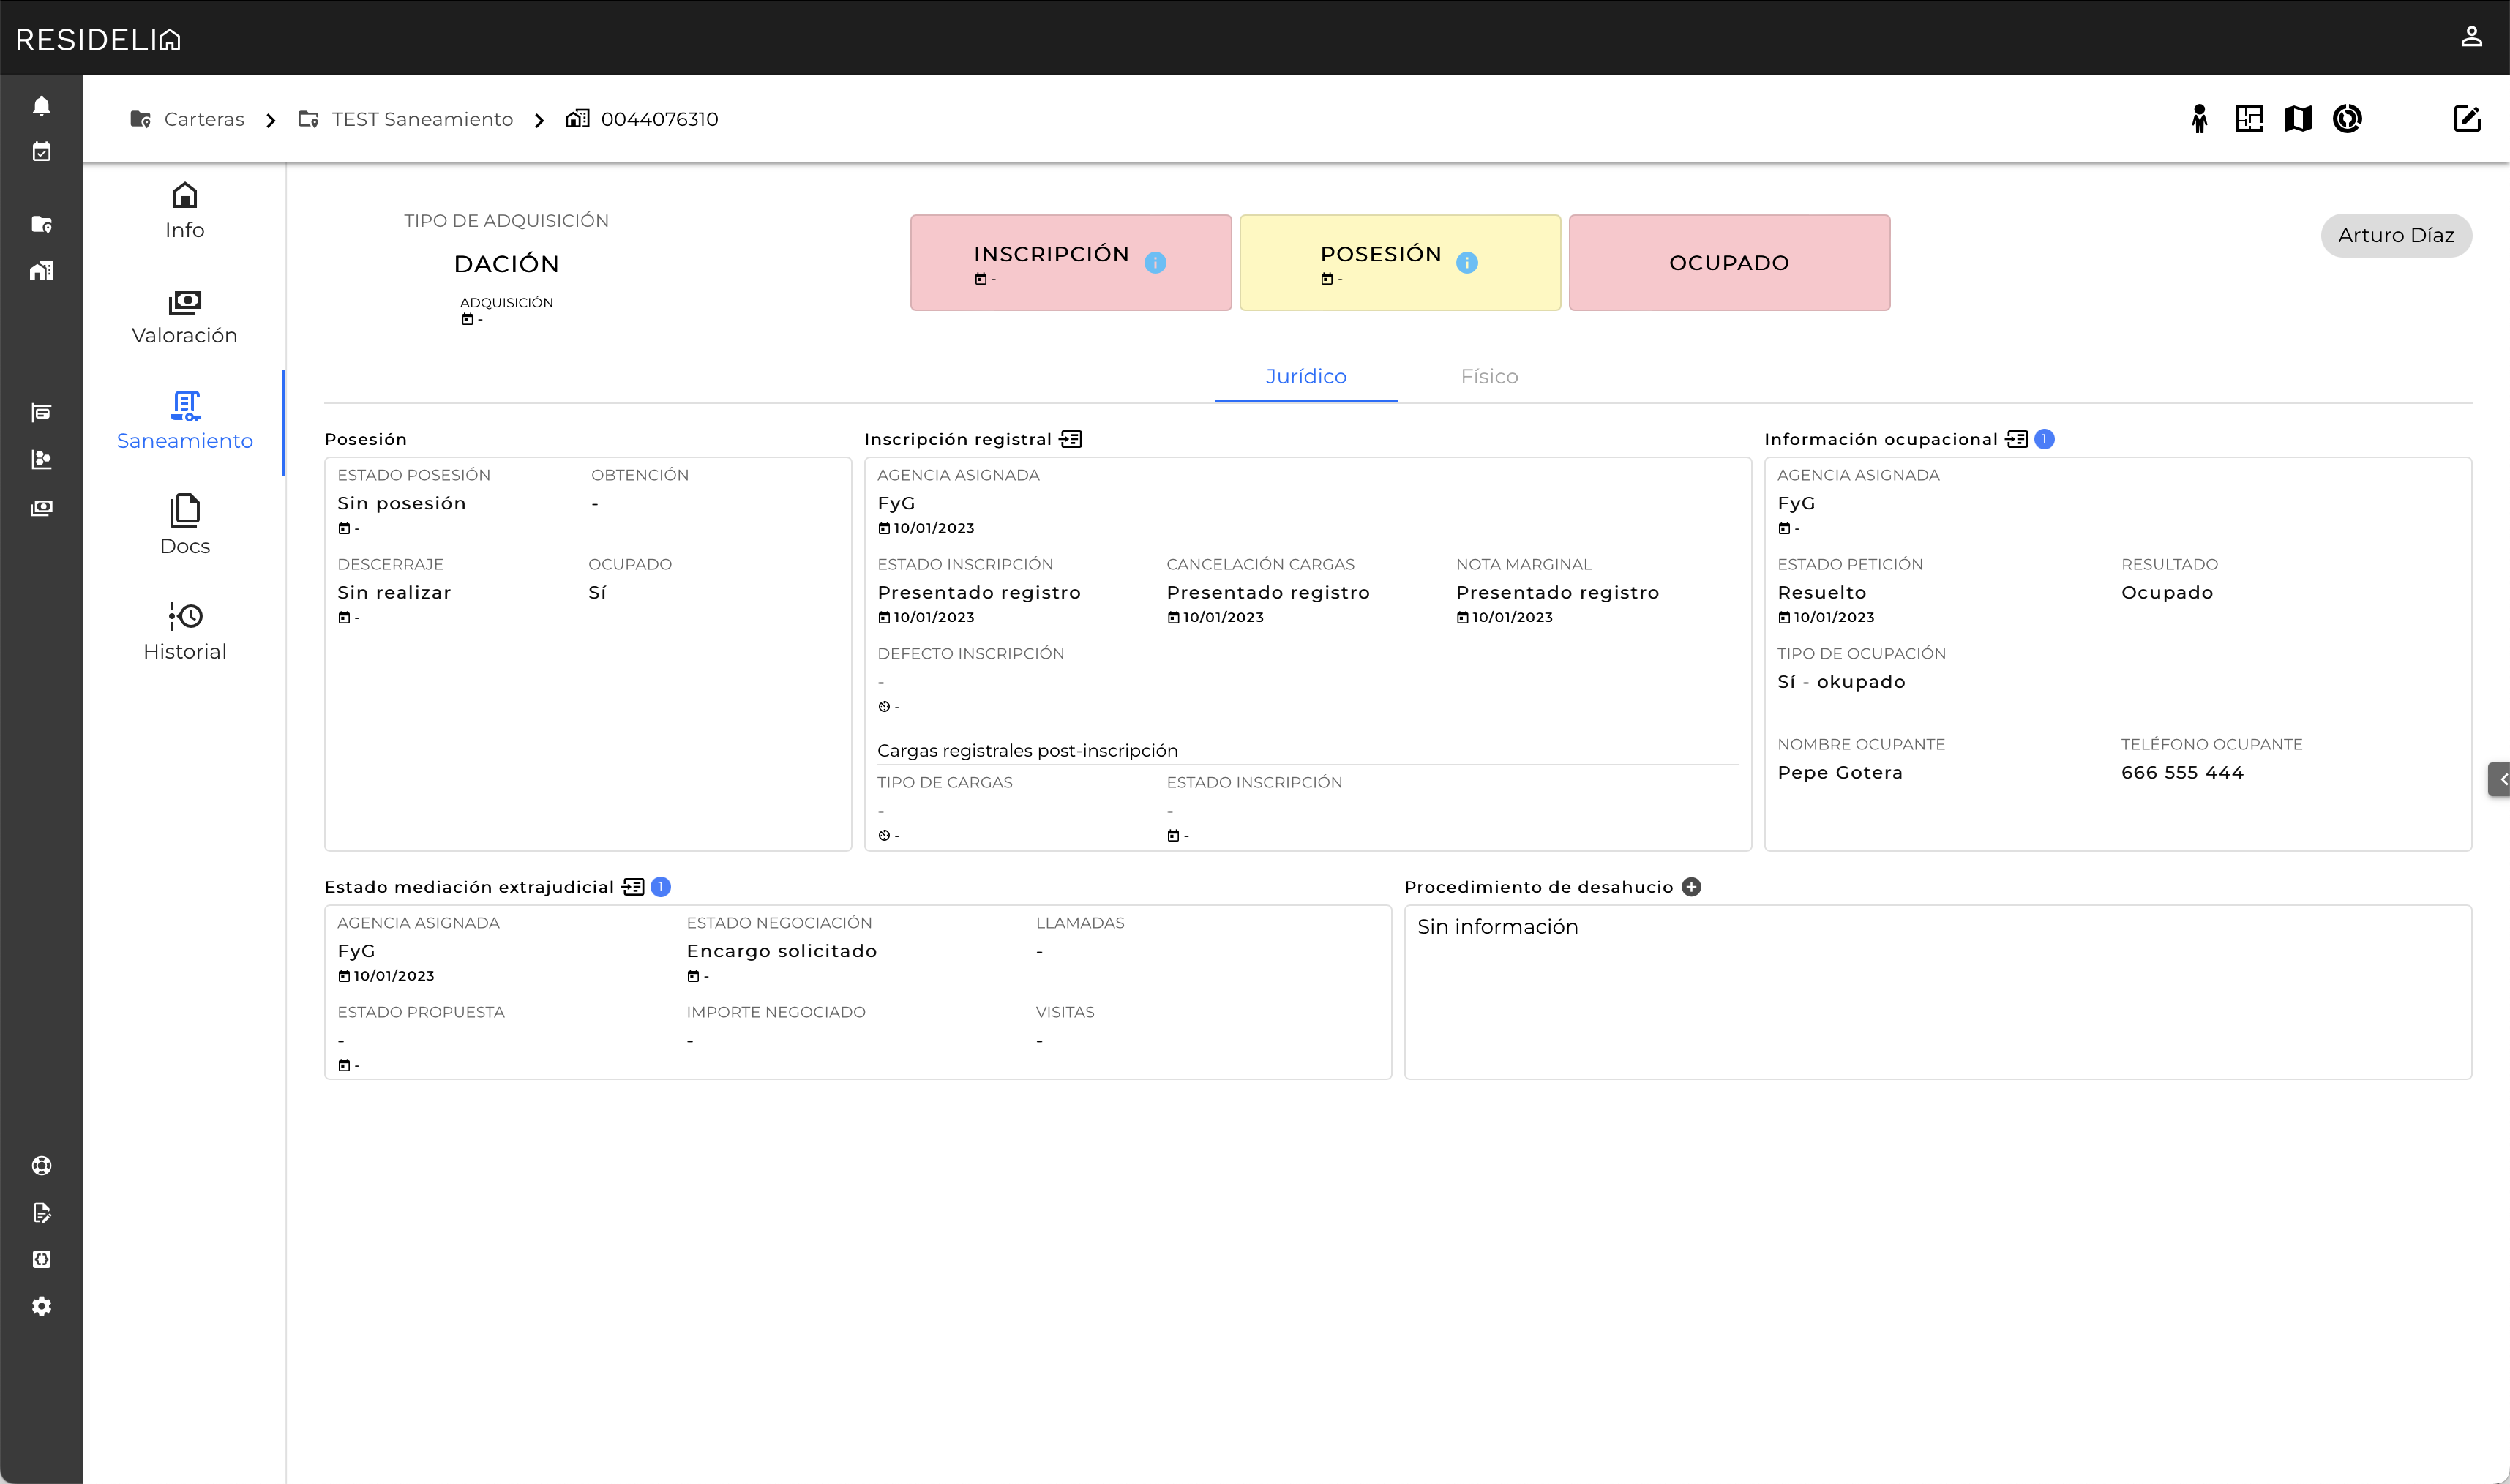 RESIDELIA
Carteras
TEST Saneamiento
0044076310
Info
Valoración
Saneamiento
Docs
Historial
TIPO DE ADQUISICIÓN
DACIÓN
ADQUISICIÓN
-
INSCRIPCIÓN
-
POSESIÓN
-
OCUPADO
Arturo Díaz
Jurídico
Físico
Posesión
ESTADO POSESIÓN
Sin posesión
-
OBTENCIÓN
-
DESCERRAJE
Sin realizar
-
OCUPADO
Sí
Inscripción registral
AGENCIA ASIGNADA
FyG
10/01/2023
ESTADO INSCRIPCIÓN
Presentado registro
10/01/2023
CANCELACIÓN CARGAS
Presentado registro
10/01/2023
NOTA MARGINAL
Presentado registro
10/01/2023
DEFECTO INSCRIPCIÓN
-
-
Cargas registrales post-inscripción
TIPO DE CARGAS
-
-
ESTADO INSCRIPCIÓN
-
-
Información ocupacional 1
AGENCIA ASIGNADA
FyG
-
ESTADO PETICIÓN
Resuelto
10/01/2023
RESULTADO
Ocupado
TIPO DE OCUPACIÓN
Sí - okupado
NOMBRE OCUPANTE
Pepe Gotera
TELÉFONO OCUPANTE
666 555 444
Estado mediación extrajudicial 1
AGENCIA ASIGNADA
FyG
10/01/2023
ESTADO NEGOCIACIÓN
Encargo solicitado
-
LLAMADAS
-
ESTADO PROPUESTA
-
-
IMPORTE NEGOCIADO
-
VISITAS
-
Procedimiento de desahucio
Sin información